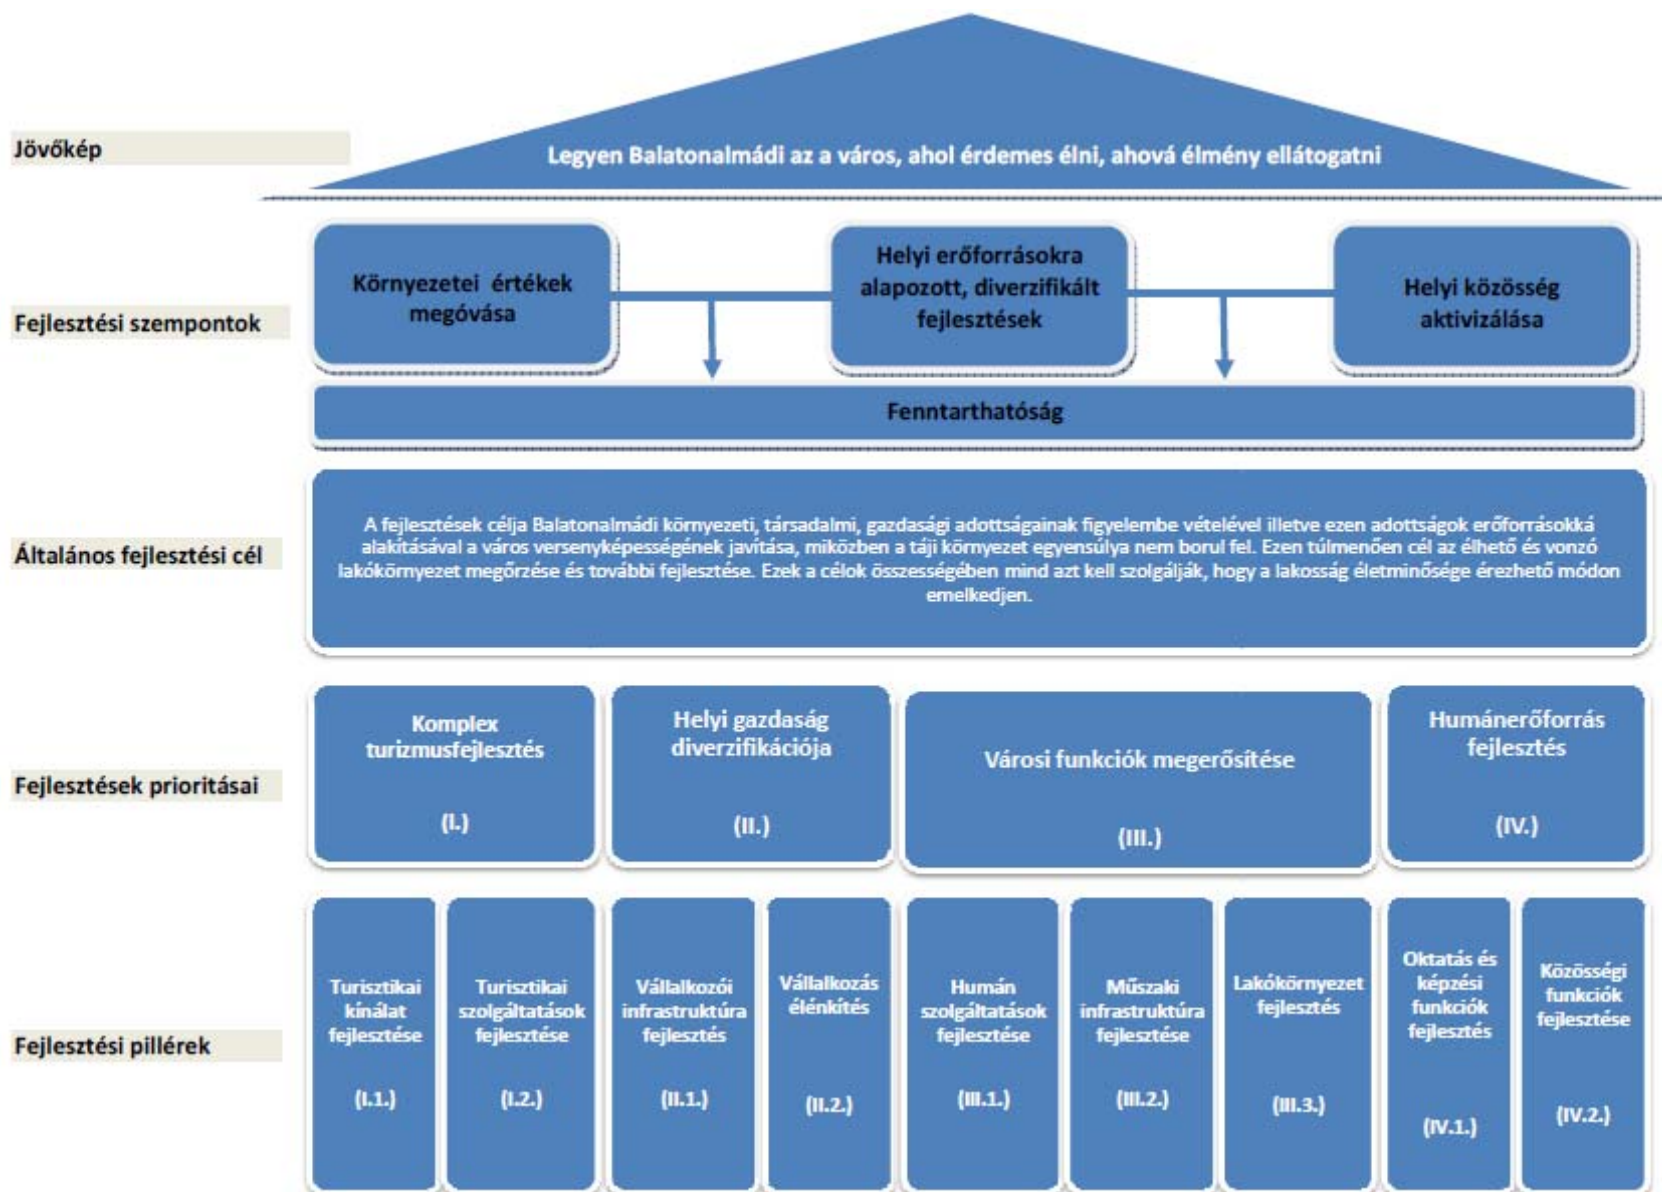 Jövőkép
Legyen Balatonalmádi az a város, ahol érdemes élni, ahová élmény ellátogatni
Fejlesztési szempontok
Környezetei értékek
megóvása
Helyi erőforrásokra
alapozott, diverzifikált
fejlesztések
Helyi közösség
aktivizálása
Fenntarthatóság
Általános fejlesztési cél
A fejlesztések célja Balatonalmádi környezeti, társadalmi, gazdasági adottságainak figyelembe vételével illetve ezen adottságok erőforrásokká
alakításával a város versenyképességének javítása, miközben a táji környezet egyensúlya nem borul fel. Ezen túlmenően cél az élhető és vonzó
lakókörnyezet megőrzése és további fejlesztése. Ezek a célok összességében mind azt kell szolgálják, hogy a lakosság életminősége érezhető módon
emelkedjen.
Fejlesztések prioritásai
Komplex
turizmusfejlesztés
(I.)
Helyi gazdaság
diverzifikációja
(II.)
Városi funkciók megerősítése
(III.)
Humánerőforrás
fejlesztés
(IV.)
Fejlesztési pillérek
Turisztikai
kínálat
fejlesztése
(I.1.)
Turisztikai
szolgáltatások
fejlesztése
(I.2.)
Vállalkozói
infrastruktúra
fejlesztés
(II.1.)
Vállalkozás
élénkítés
(II.2.)
Humán
szolgáltatások
fejlesztése
(III.1.)
Műszaki
infrastruktúra
fejlesztése
(III.2.)
Lakókörnyezet
fejlesztés
(III.3.)
Oktatás és
képzési
funkciók
fejlesztés
(IV.1.)
Közösségi
funkciók
fejlesztése
(IV.2.)